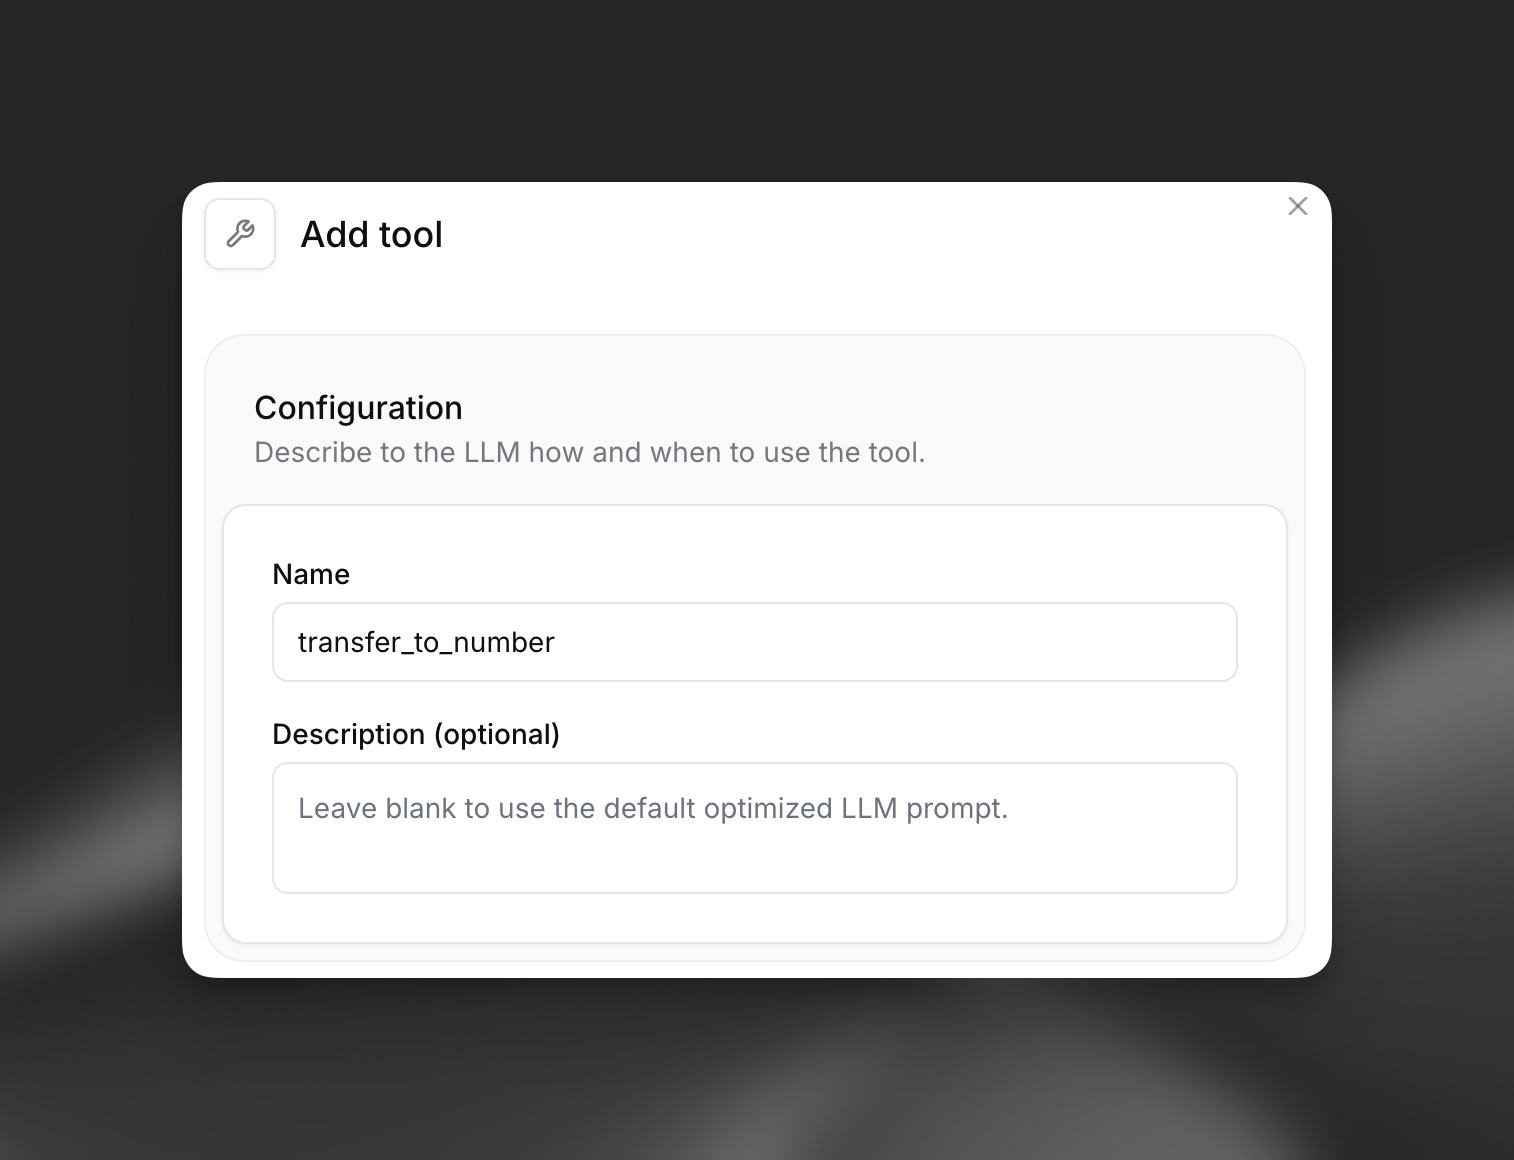 Add tool
Configuration
Describe to the LLM how and when to use the tool.
Name
transfer_to_number
Description (optional)
Leave blank to use the default optimized LLM prompt.